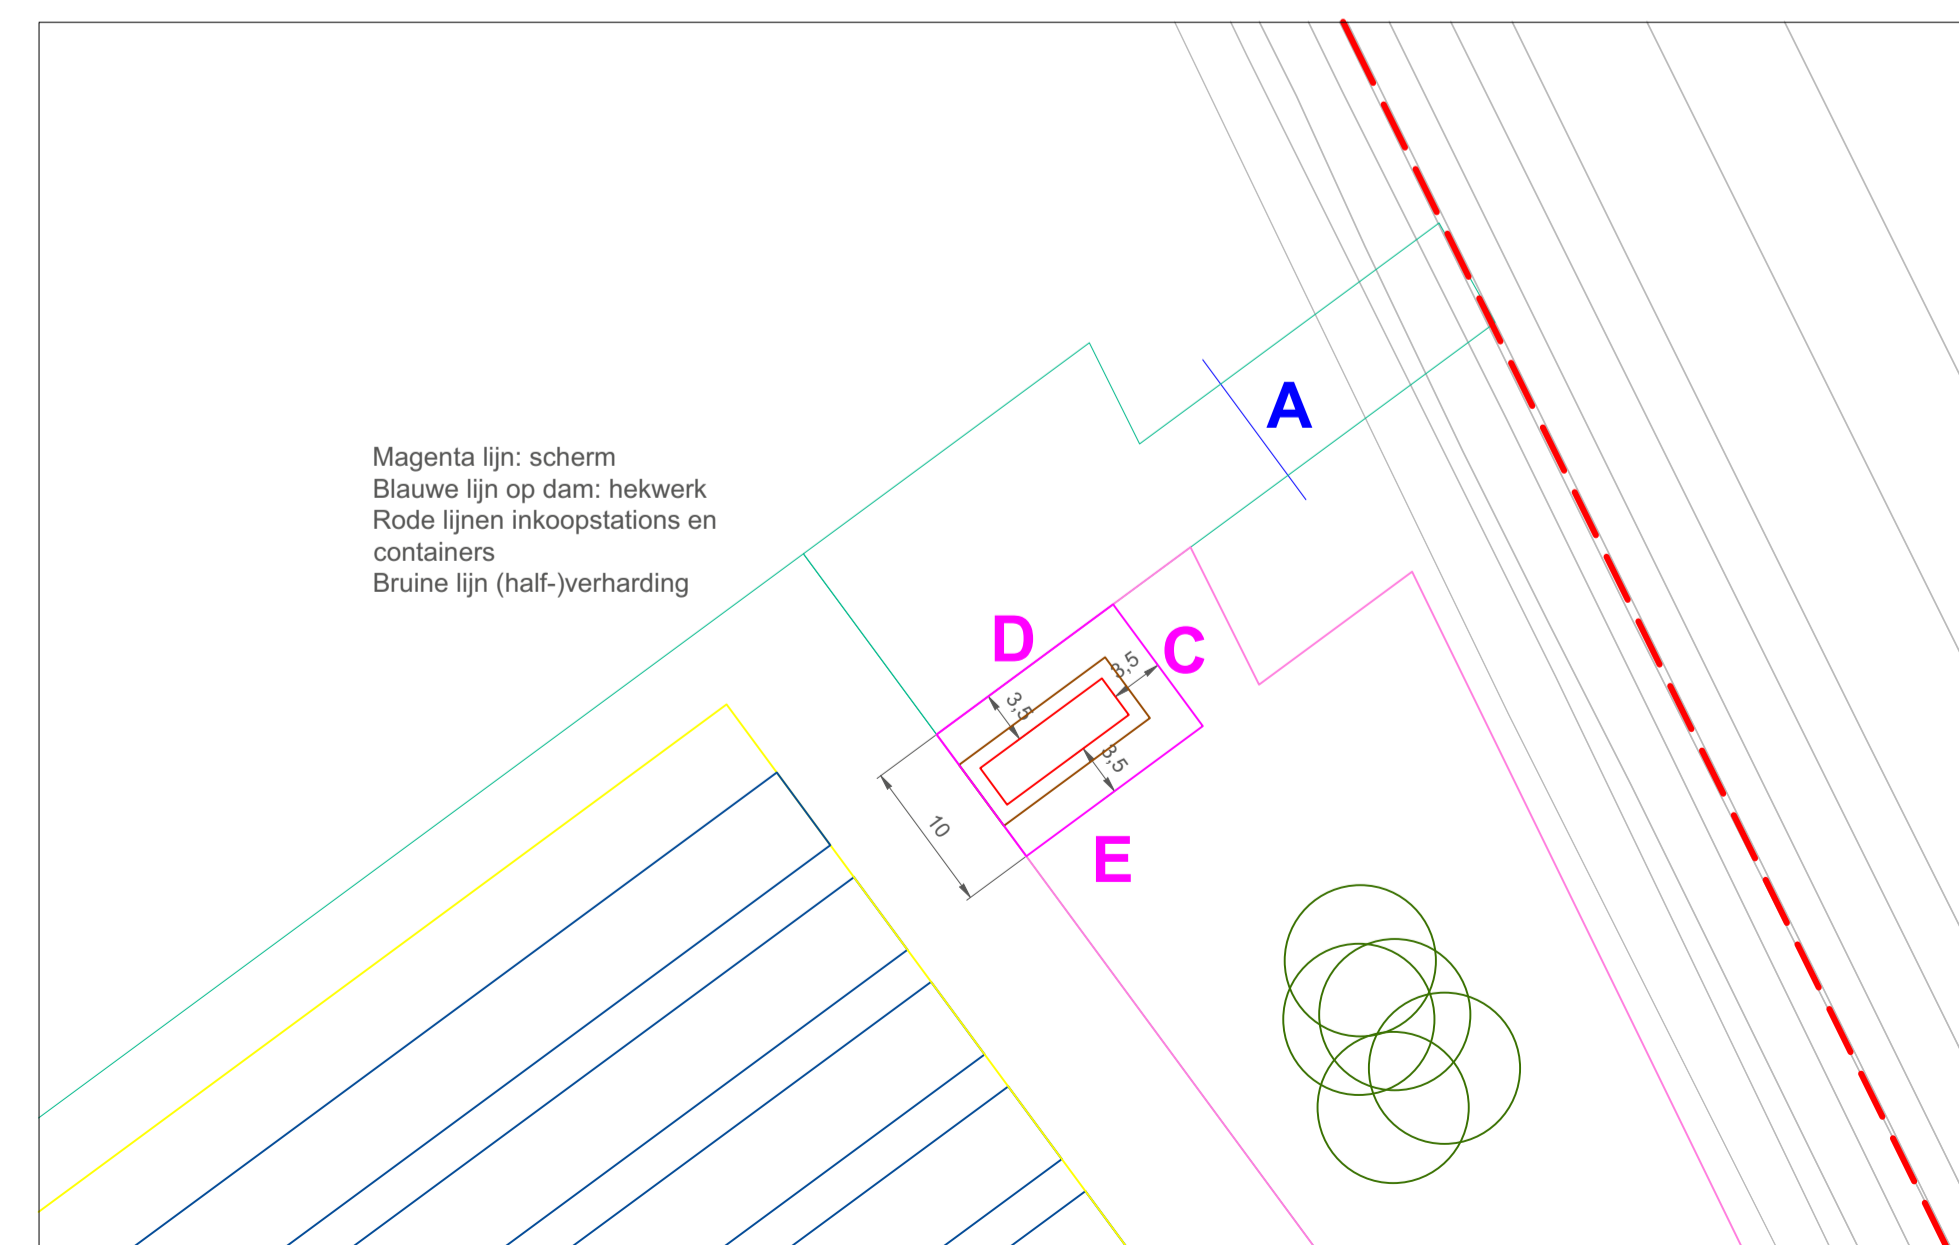 A
Magenta lijn: scherm
Blauwe lijn op dam: hekwerk
Rode lijnen inkoopstations en
containers
Bruine lijn (half-)verharding
D
C
3,5
3,5
3,5
10
E